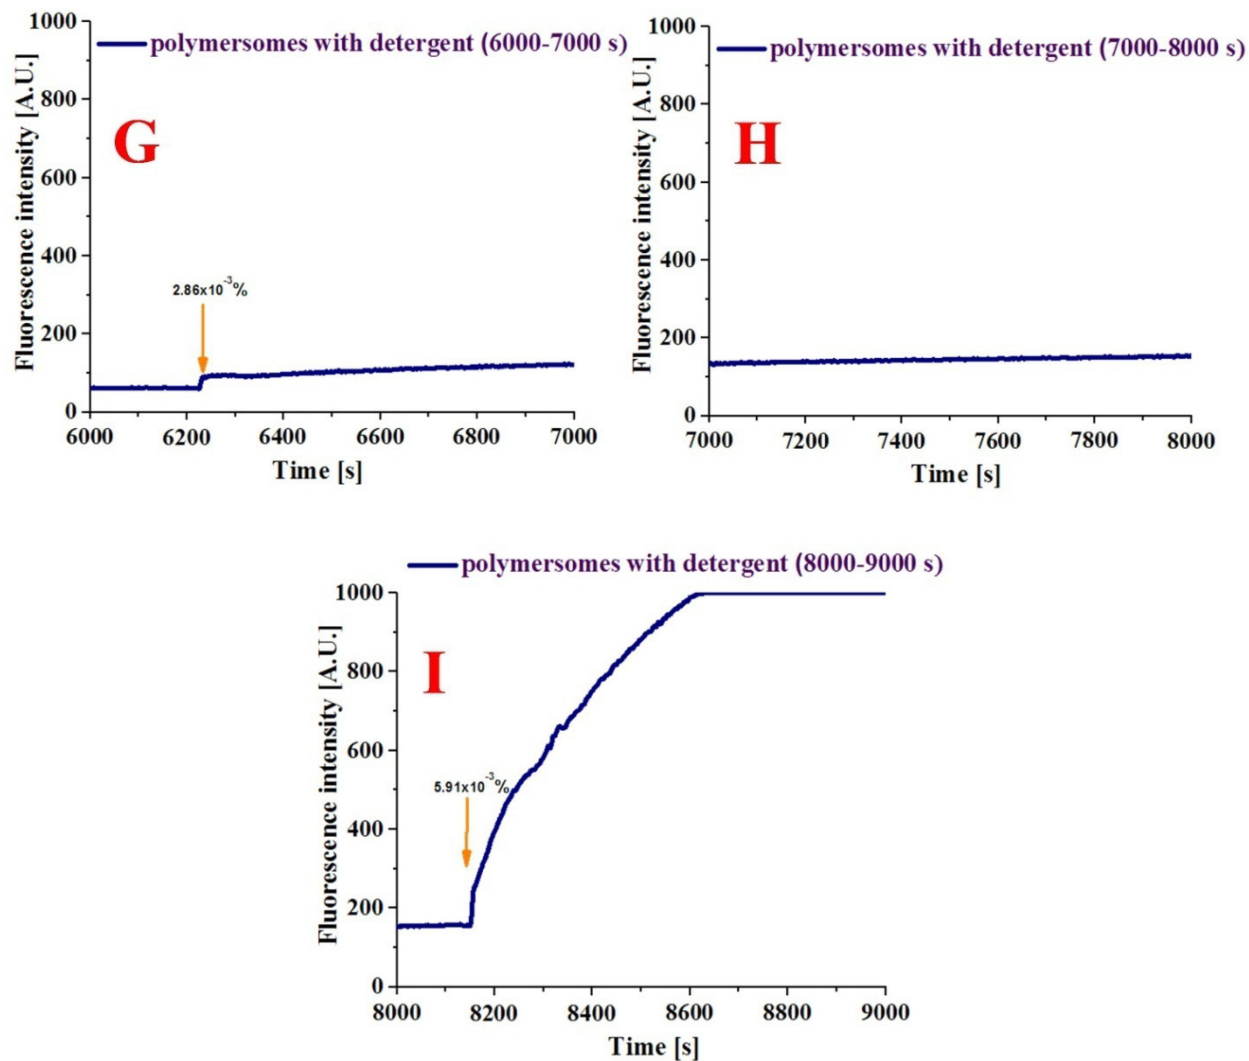 polymersomes with detergent (6000-7000 s)
Fluorescence intensity [A.U.]
1000
800
600
400
200
0
G
2.86x10⁻³%
6000 6200 6400 6600 6800 7000
Time [s]
polymersomes with detergent (7000-8000 s)
Fluorescence intensity [A.U.]
1000
800
600
400
200
0
H
7000 7200 7400 7600 7800 8000
Time [s]
polymersomes with detergent (8000-9000 s)
Fluorescence intensity [A.U.]
1000
800
600
400
200
0
I
5.91x10⁻³%
8000 8200 8400 8600 8800 9000
Time [s]